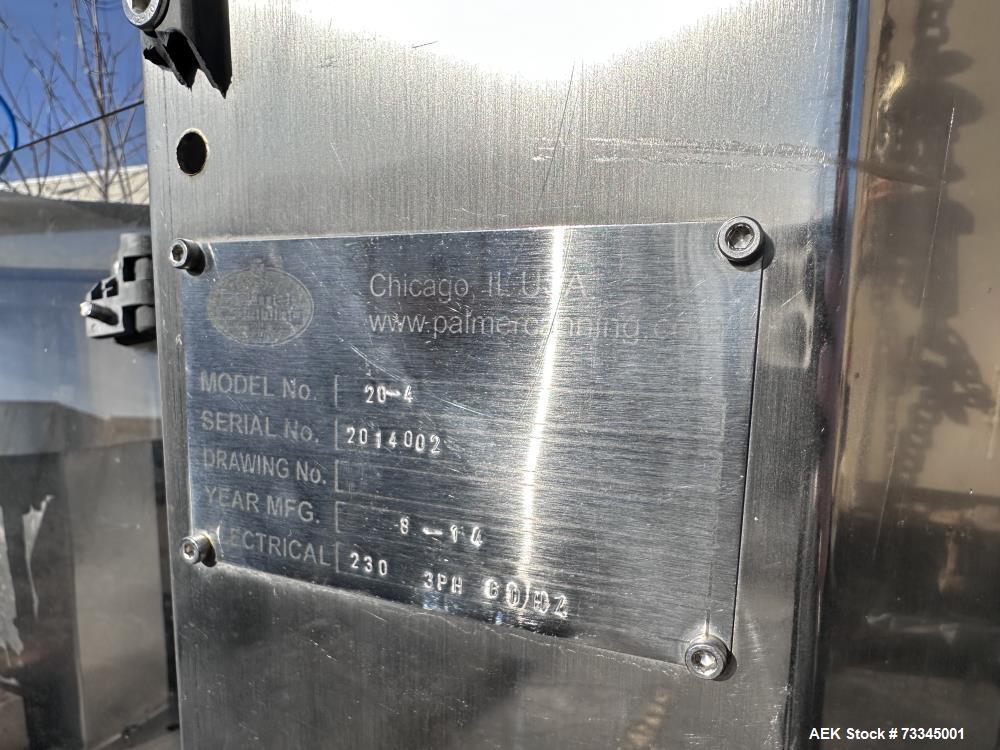 Chicago, IL USA
www.palmercanning.c
MODEL No. 20-4
SERIAL No. 2014002
DRAWING No.
YEAR MFG. 8-14
ELECTRICAL 230 3PH 60HZ
AEK Stock # 73345001